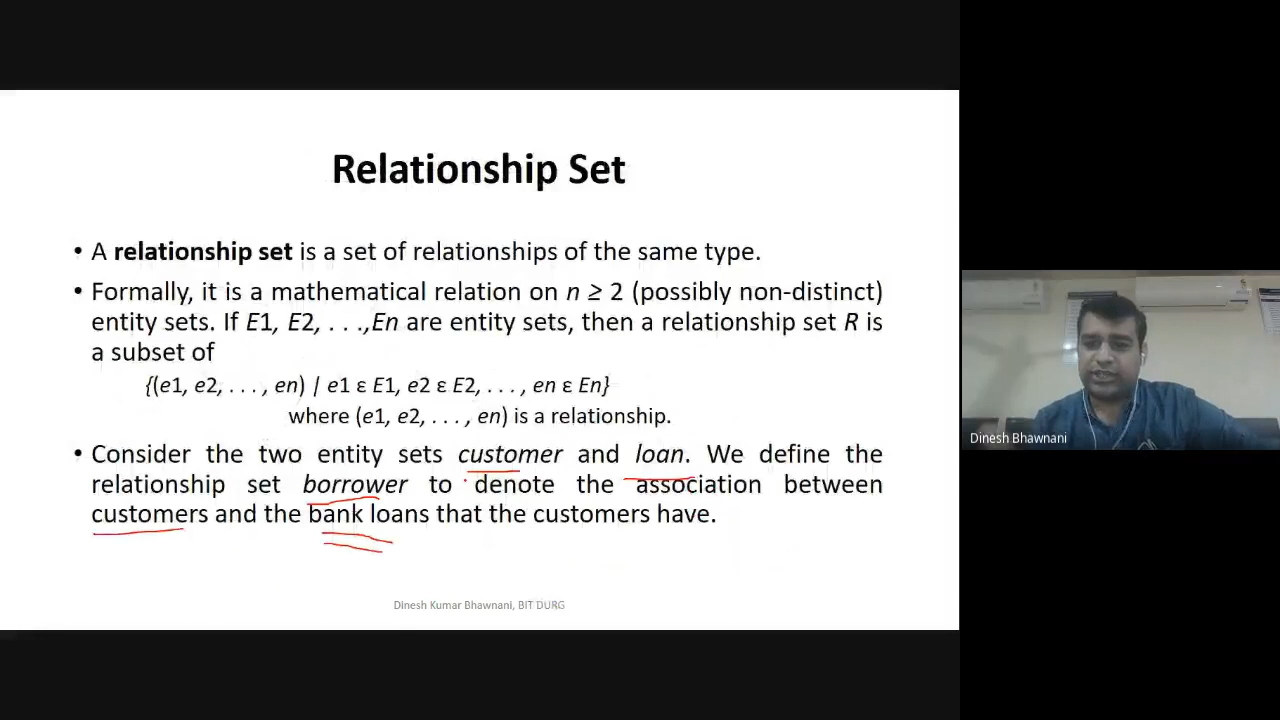 Relationship Set
• A relationship set is a set of relationships of the same type.
• Formally, it is a mathematical relation on n ≥ 2 (possibly non-distinct)
entity sets. If E1, E2, . . .,En are entity sets, then a relationship set R is
a subset of
{(e1, e2, . . . , en) | e1 ε E1, e2 ε E2, . . . , en ε En}
where (e1, e2, . . . , en) is a relationship.
• Consider the two entity sets customer and loan. We define the
relationship set borrower to denote the association between
customers and the bank loans that the customers have.
Dinesh Kumar Bhawnani, BIT DURG
Dinesh Bhawnani